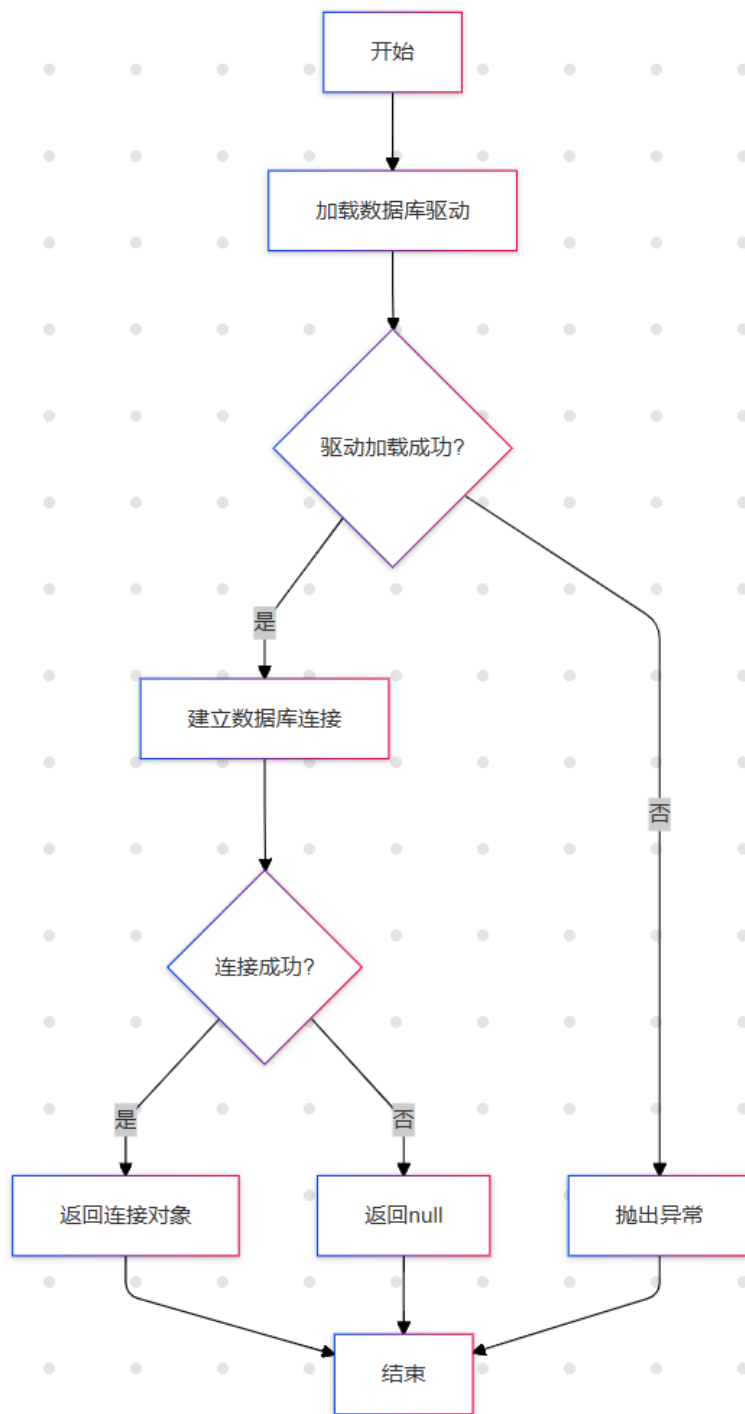 开始
加载数据库驱动
驱动加载成功?
是
建立数据库连接
否
连接成功?
是
否
返回连接对象
返回null
抛出异常
结束